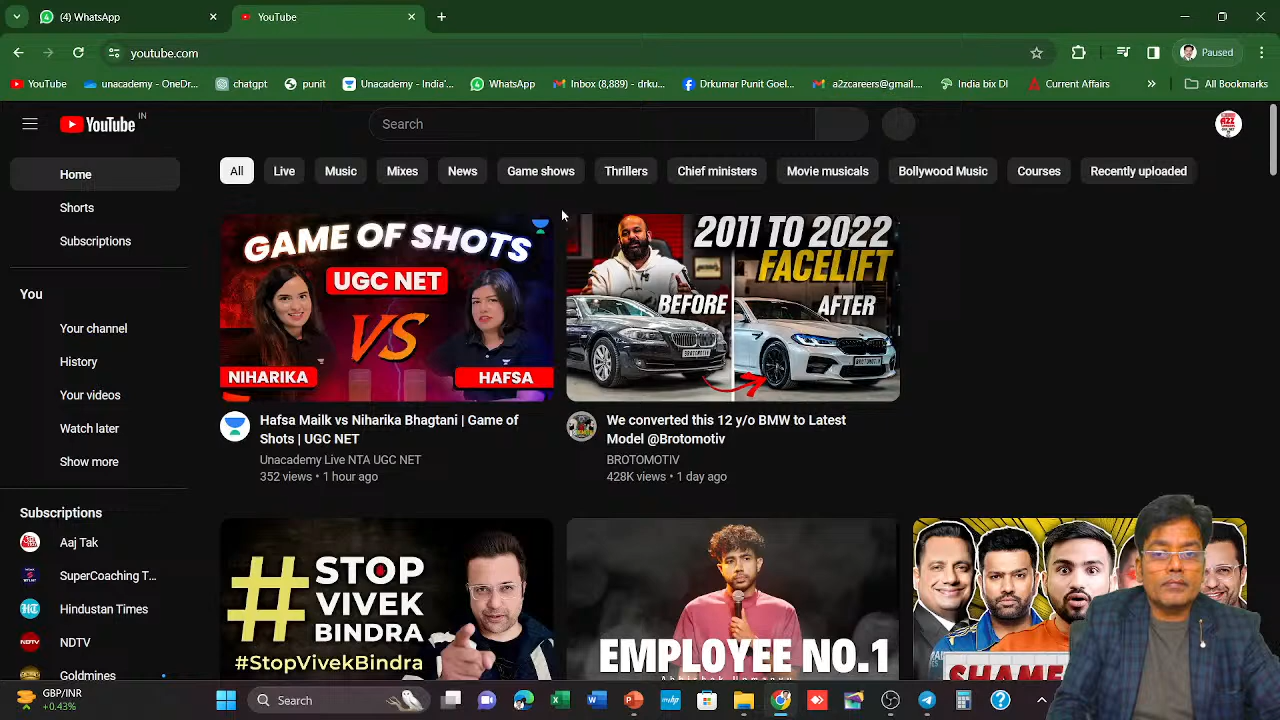 (4) WhatsApp
YouTube
youtube.com
Paused
YouTube
unacademy – OneDr...
chatgpt
punit
Unacademy - India'...
WhatsApp
Inbox (8,889) - drku...
Drkumar Punit Goel...
a2zcareers@gmail....
India bix DI
Current Affairs
All Bookmarks
YouTube IN
Search
All
Live
Music
Mixes
News
Game shows
Thrillers
Chief ministers
Movie musicals
Bollywood Music
Courses
Recently uploaded
Home
Shorts
Subscriptions
You
Your channel
History
Your videos
Watch later
Show more
Subscriptions
Aaj Tak
SuperCoaching T...
Hindustan Times
NDTV
Goldmines
GAME OF SHOTS
UGC NET
VS
NIHARIKA
HAFSA
Hafsa Mailk vs Niharika Bhagtani | Game of
Shots | UGC NET
Unacademy Live NTA UGC NET
352 views • 1 hour ago
2011 TO 2022
FACELIFT
BEFORE
AFTER
BROTOMOTIV
We converted this 12 y/o BMW to Latest
Model @Brotomotiv
BROTOMOTIV
428K views • 1 day ago
#STOP
VIVEK
BINDRA
#StopVivekBindra
EMPLOYEE NO.1
GBP/INR
+0.43%
Search